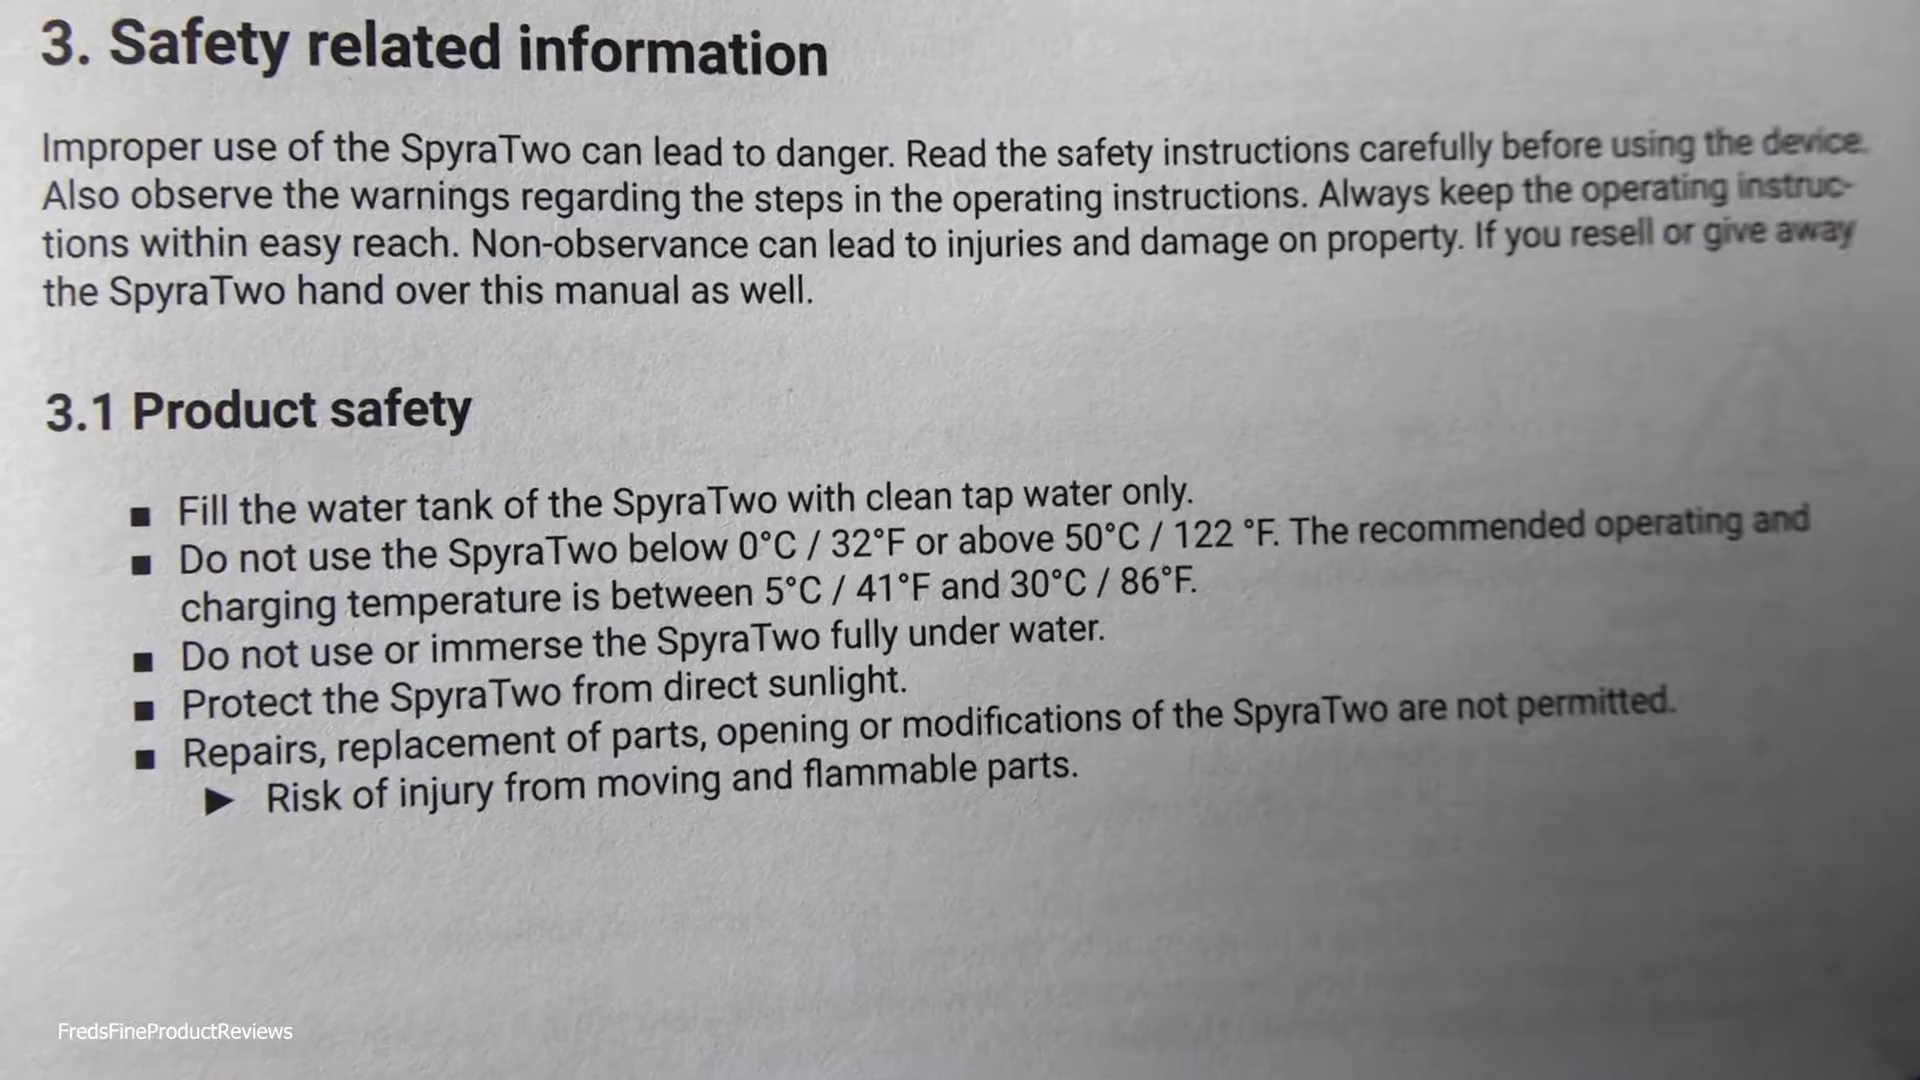 3. Safety related information
Improper use of the SpyraTwo can lead to danger. Read the safety instructions carefully before using the device.
Also observe the warnings regarding the steps in the operating instructions. Always keep the operating instruc-
tions within easy reach. Non-observance can lead to injuries and damage on property. If you resell or give away
the SpyraTwo hand over this manual as well.
3.1 Product safety
■ Fill the water tank of the SpyraTwo with clean tap water only.
■ Do not use the SpyraTwo below 0°C / 32°F or above 50°C / 122 °F. The recommended operating and
charging temperature is between 5°C / 41°F and 30°C / 86°F.
■ Do not use or immerse the SpyraTwo fully under water.
■ Protect the SpyraTwo from direct sunlight.
■ Repairs, replacement of parts, opening or modifications of the SpyraTwo are not permitted.
► Risk of injury from moving and flammable parts.
FredsFineProductReviews